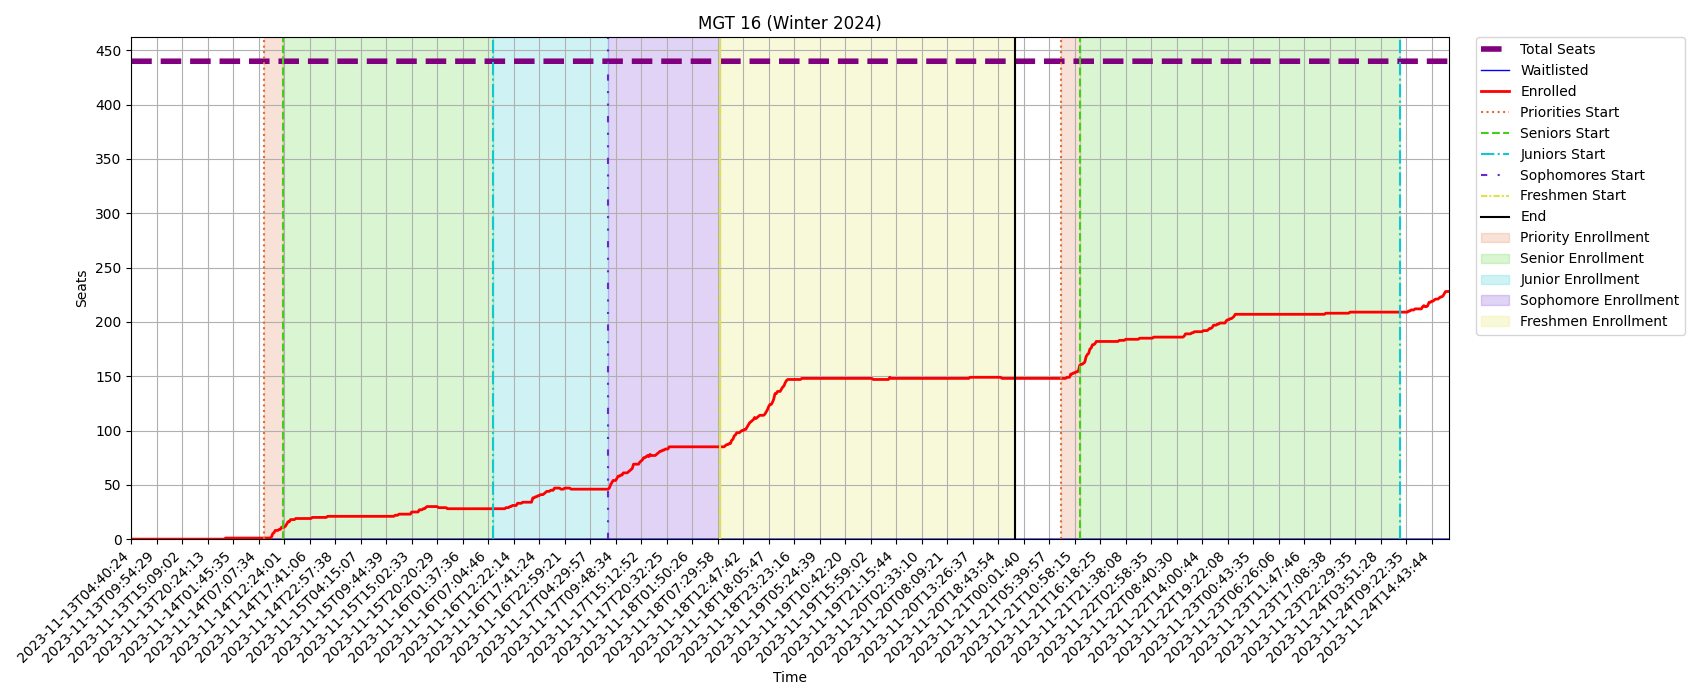 MGT 16 (Winter 2024)
450
400
350
300
250
200
150
100
50
0
Seats
2023-11-13T04:40:24
2023-11-13T09:54:29
2023-11-13T15:09:02
2023-11-13T20:24:13
2023-11-14T01:45:35
2023-11-14T07:07:34
2023-11-14T12:24:01
2023-11-14T17:41:06
2023-11-14T22:57:38
2023-11-15T04:15:07
2023-11-15T09:44:39
2023-11-15T15:02:33
2023-11-15T20:20:29
2023-11-16T01:37:36
2023-11-16T07:04:46
2023-11-16T12:22:14
2023-11-16T17:41:24
2023-11-16T22:59:21
2023-11-17T04:29:57
2023-11-17T09:48:34
2023-11-17T15:12:52
2023-11-17T20:32:25
2023-11-18T01:50:26
2023-11-18T07:29:58
2023-11-18T12:47:42
2023-11-18T18:05:47
2023-11-18T23:23:16
2023-11-19T05:24:39
2023-11-19T10:42:20
2023-11-19T15:59:02
2023-11-19T21:15:44
2023-11-20T02:33:10
2023-11-20T08:09:21
2023-11-20T13:26:37
2023-11-20T18:43:54
2023-11-21T00:01:40
2023-11-21T05:39:57
2023-11-21T10:58:15
2023-11-21T16:18:25
2023-11-21T21:38:08
2023-11-22T02:58:35
2023-11-22T08:40:30
2023-11-22T14:00:44
2023-11-22T19:22:08
2023-11-23T00:43:35
2023-11-23T06:26:06
2023-11-23T11:47:46
2023-11-23T17:08:38
2023-11-23T22:29:35
2023-11-24T03:51:28
2023-11-24T09:22:35
2023-11-24T14:43:44
Time
Total Seats
Waitlisted
Enrolled
Priorities Start
Seniors Start
Juniors Start
Sophomores Start
Freshmen Start
End
Priority Enrollment
Senior Enrollment
Junior Enrollment
Sophomore Enrollment
Freshmen Enrollment